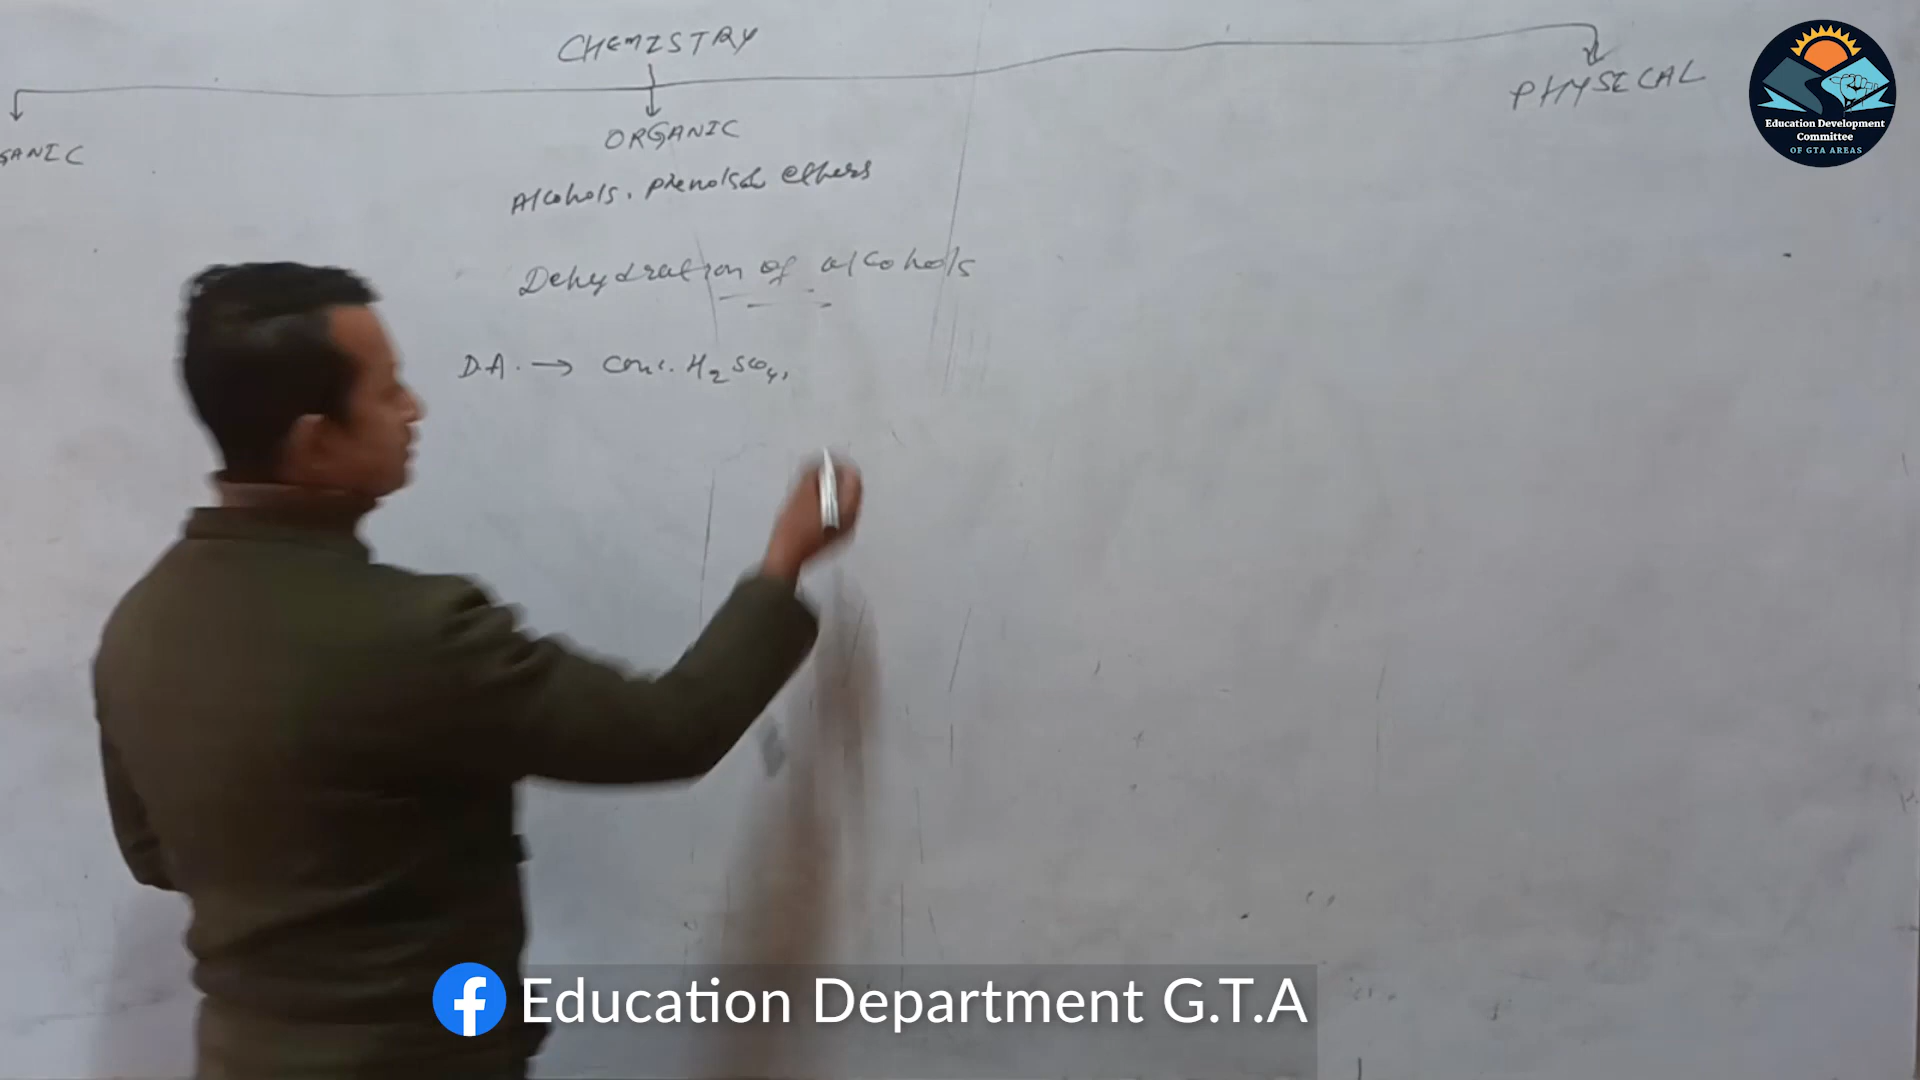 CHEMISTRY
PHYSICAL
ORGANIC
GANIC
Alcohols, phenols & ethers
Dehydration of alcohols
D.A. → Conc. H2SO4,
Education Development
Committee
OF GTA AREAS
Education Department G.T.A